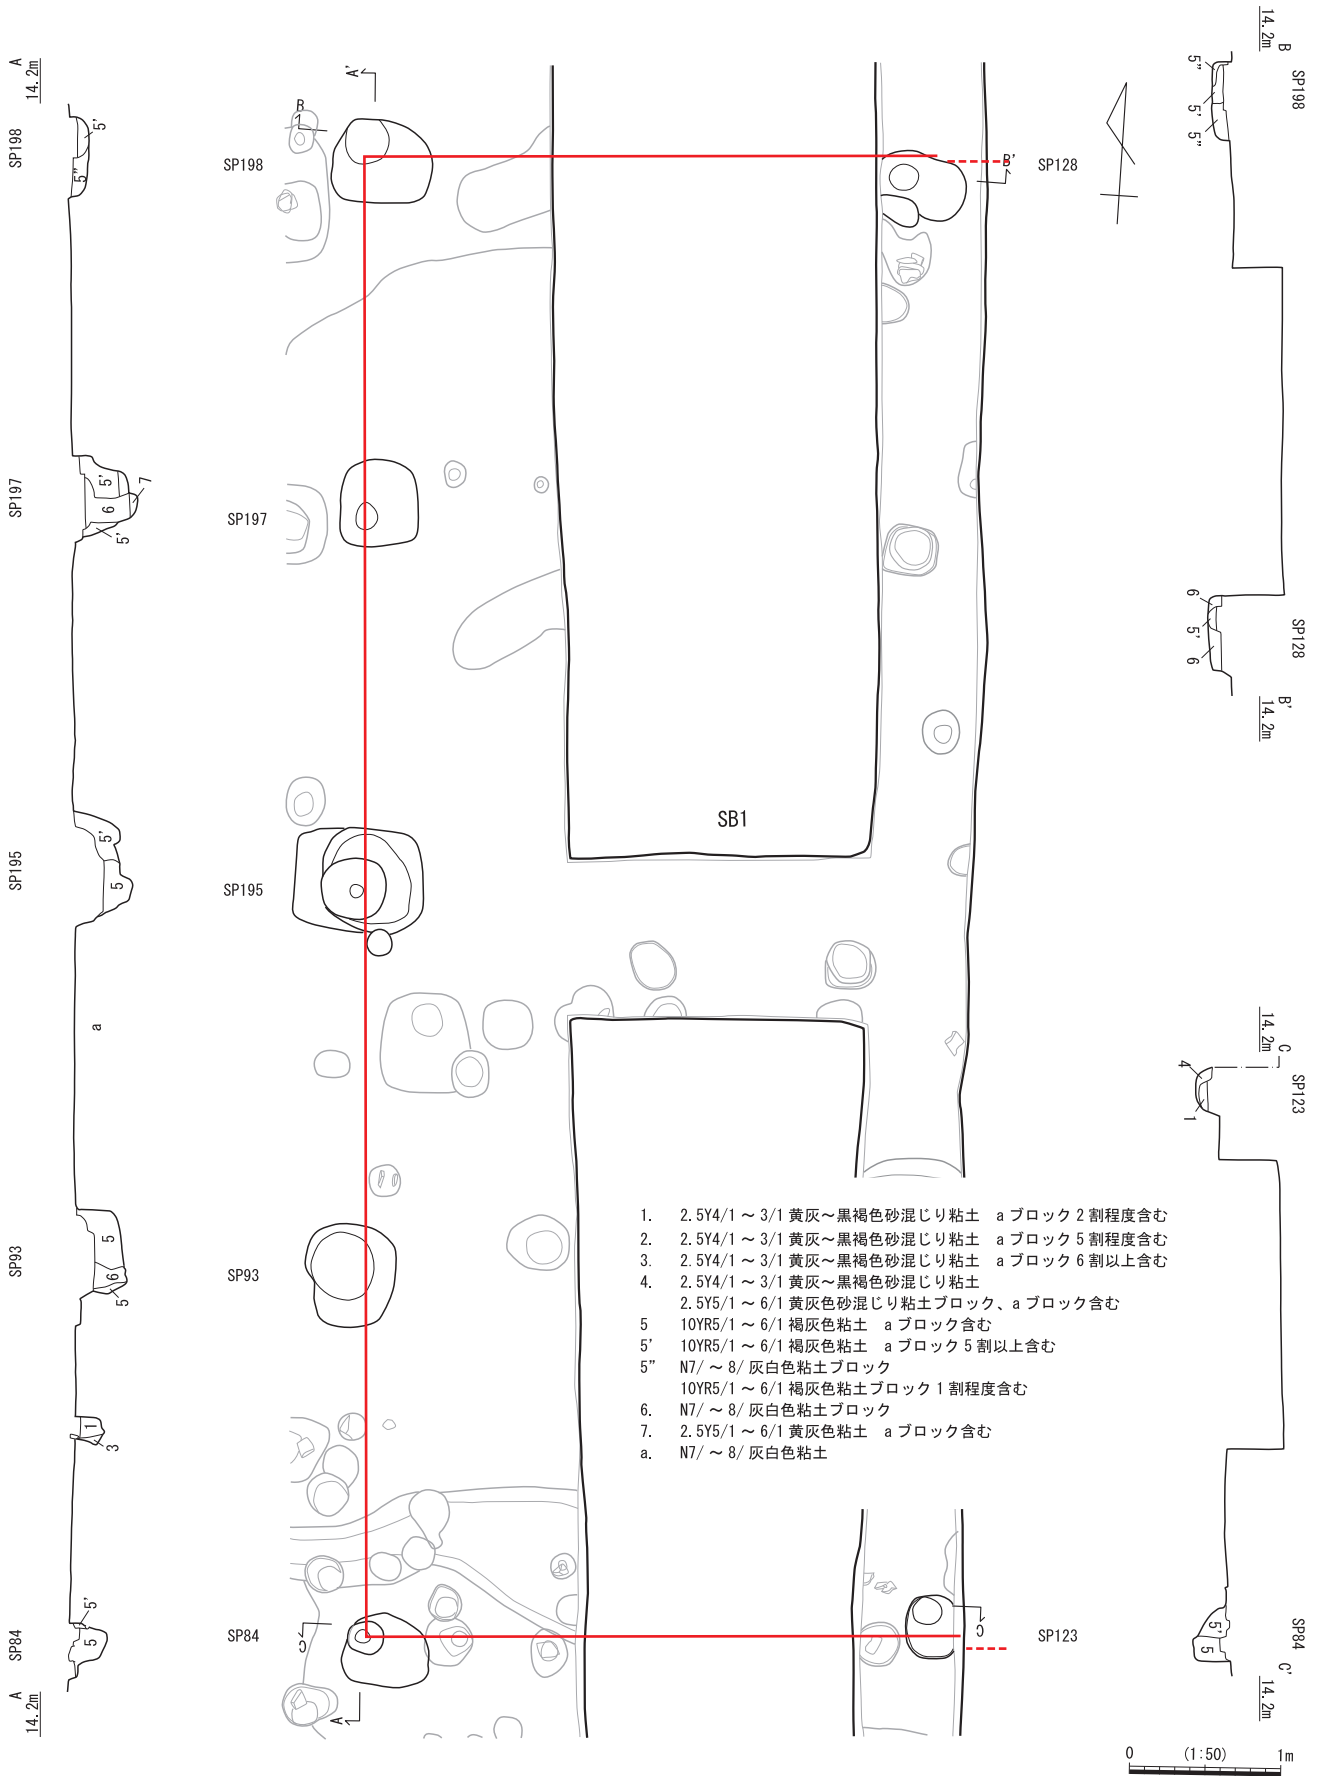 A
14.2m
SP198
5'
5”
SP197
5'
6
7
5'
SP195
5'
5
a
SP93
5
6
5
1
3
SP84
5'
5
A
14.2m
A'
B
SP198
B'
SP128
SP197
SP195
SB1
SP93
SP84
C'
C
SP123
A
B
14.2m
SP198
5”
5'
5”
6
5'
6
SP128
B'
14.2m
C
14.2m
SP123
4
1
SP84
5'
5
C'
14.2m
1. 2.5Y4/1～3/1 黄灰～黒褐色砂混じり粘土　a ブロック 2 割程度含む
2. 2.5Y4/1～3/1 黄灰～黒褐色砂混じり粘土　a ブロック 5 割程度含む
3. 2.5Y4/1～3/1 黄灰～黒褐色砂混じり粘土　a ブロック 6 割以上含む
4. 2.5Y4/1～3/1 黄灰～黒褐色砂混じり粘土
2.5Y5/1～6/1 黄灰色砂混じり粘土ブロック、a ブロック含む
5 10YR5/1～6/1 褐灰色粘土　a ブロック含む
5' 10YR5/1～6/1 褐灰色粘土　a ブロック 5 割以上含む
5” N7/～8/ 灰白色粘土ブロック
10YR5/1～6/1 褐灰色粘土ブロック 1 割程度含む
6. N7/～8/ 灰白色粘土ブロック
7. 2.5Y5/1～6/1 黄灰色粘土　a ブロック含む
a. N7/～8/ 灰白色粘土
0 (1:50) 1m